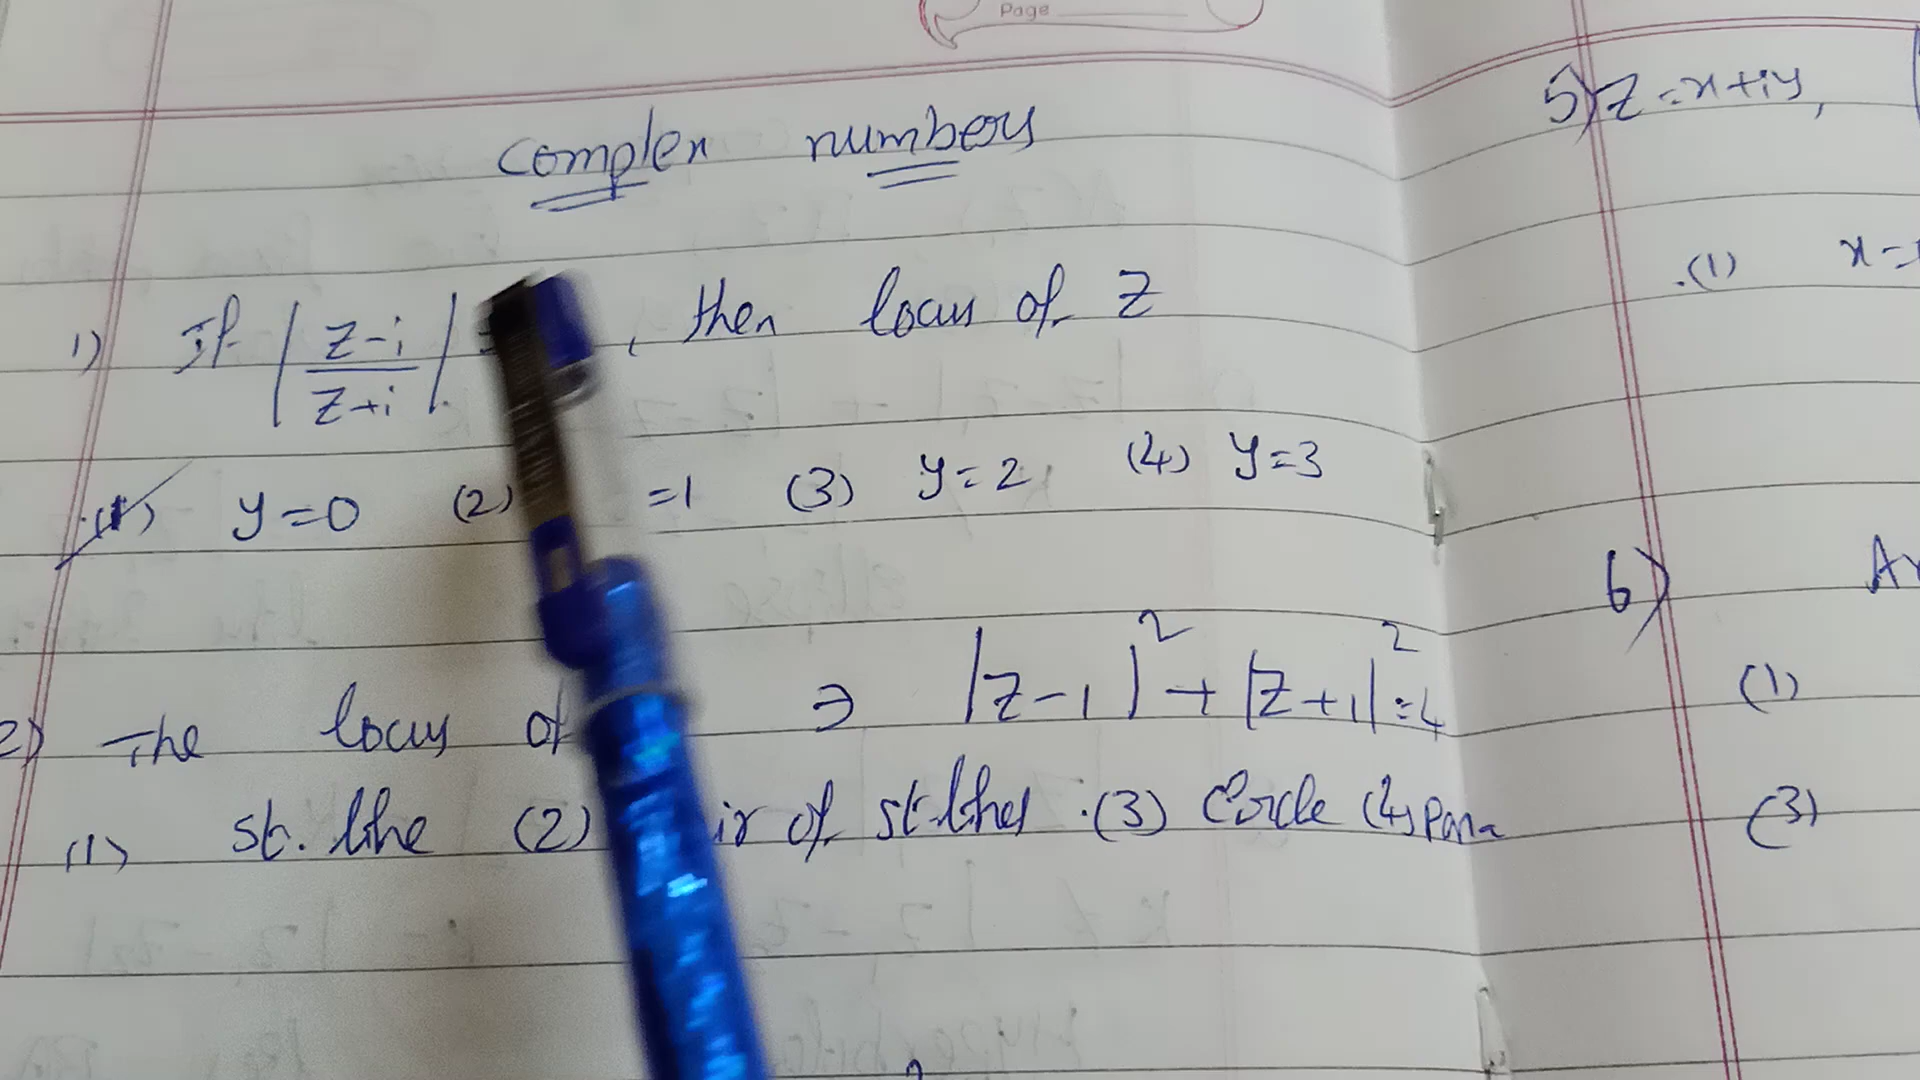 Page
Complex numbers
1) If |z-i/z+i| = , then locus of z
(1) y=0 (2) =1 (3) y=2 (4) y=3
2) The locus of ∋ |z-1|²+|z+1|²=4
(1) St. line (2) ir of st.lines (3) Circle (4) Para
5) z=x+iy,
(1) x=
6)
(1)
(3)